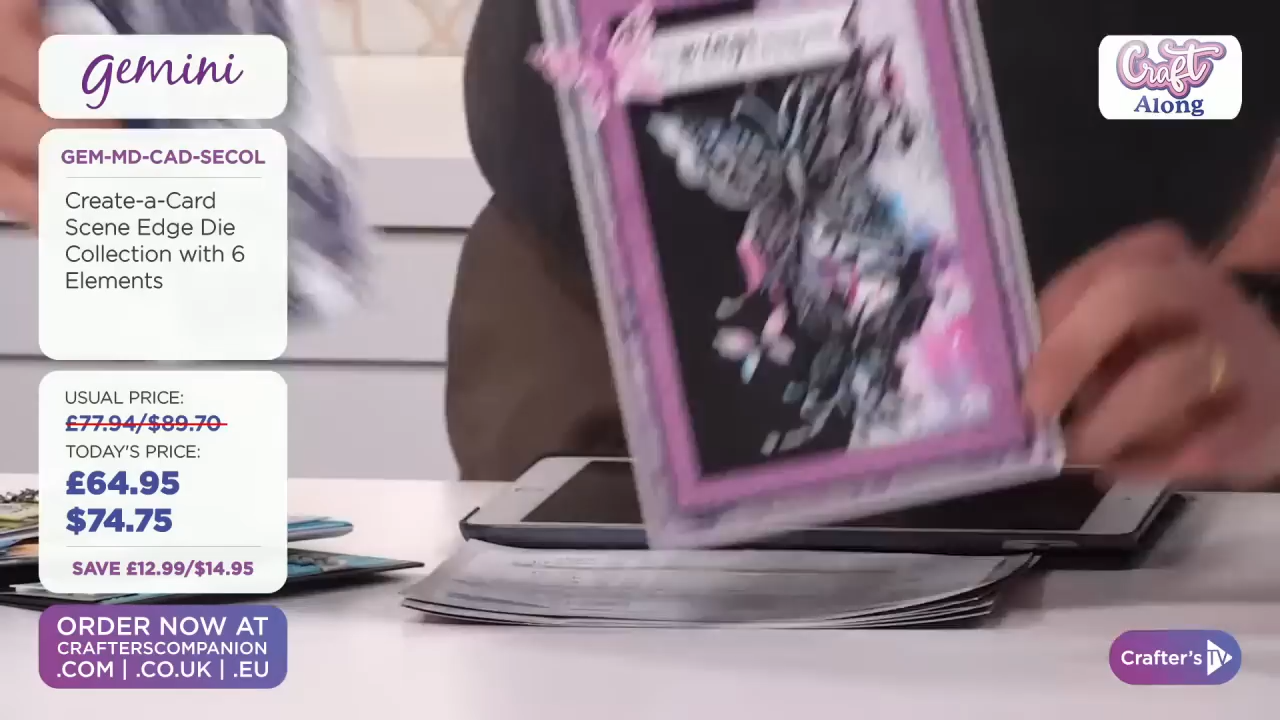 gemini
GEM-MD-CAD-SECOL
Create-a-Card
Scene Edge Die
Collection with 6
Elements
USUAL PRICE:
£77.94/$89.70
TODAY'S PRICE:
£64.95
$74.75
SAVE £12.99/$14.95
ORDER NOW AT
CRAFTERSCOMPANION
.COM | .CO.UK | .EU
Craft
Along
Crafter's TV